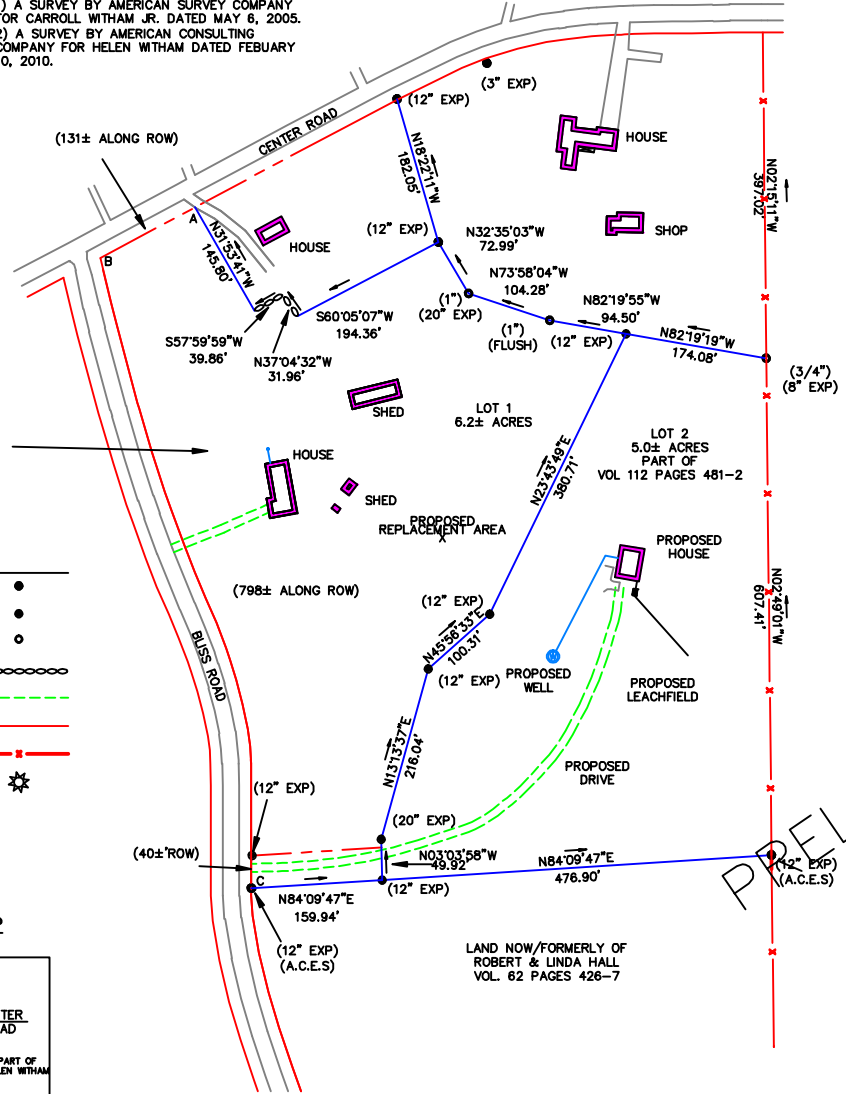 ) A SURVEY BY AMERICAN SURVEY COMPANY
FOR CARROLL WITHAM JR. DATED MAY 6, 2005.
2) A SURVEY BY AMERICAN CONSULTING
COMPANY FOR HELEN WITHAM DATED FEBUARY
0, 2010.
(3" EXP)
(12" EXP)
CENTER ROAD
(131± ALONG ROW)
HOUSE
N18°22'11"W
182.05'
N02°15'11"W
397.02'
A
B
N31°53'41"W
145.80'
HOUSE
(12" EXP)
N32°35'03"W
72.99'
SHOP
N73°58'04"W
104.28'
(1")
(20" EXP)
N82°19'55"W
94.50'
S60°05'07"W
194.36'
(1")
(FLUSH)
(12" EXP)
N82°19'19"W
174.08'
S57°59'59"W
39.86'
N37°04'32"W
31.96'
(3/4")
(8" EXP)
SHED
LOT 1
6.2± ACRES
LOT 2
5.0± ACRES
PART OF
VOL 112 PAGES 481-2
HOUSE
N23°43'49"E
380.71'
SHED
PROPOSED
REPLACEMENT AREA
X
PROPOSED
HOUSE
(798± ALONG ROW)
(12" EXP)
N02°49'01"W
607.41'
N45°56'33"E
100.31'
BLISS ROAD
(12" EXP)
PROPOSED
WELL
PROPOSED
LEACHFIELD
N13°13'37"E
216.04'
PROPOSED
DRIVE
(12" EXP)
(20" EXP)
(40±'ROW)
N03°03'58"W
49.92
N84°09'47"E
476.90'
PREL
(12" EXP)
(A.C.E.S)
C
(12" EXP)
N84°09'47"E
159.94'
(12" EXP)
(A.C.E.S)
LAND NOW/FORMERLY OF
ROBERT & LINDA HALL
VOL. 62 PAGES 426-7
TER
AD
PART OF
LEN WITHAM